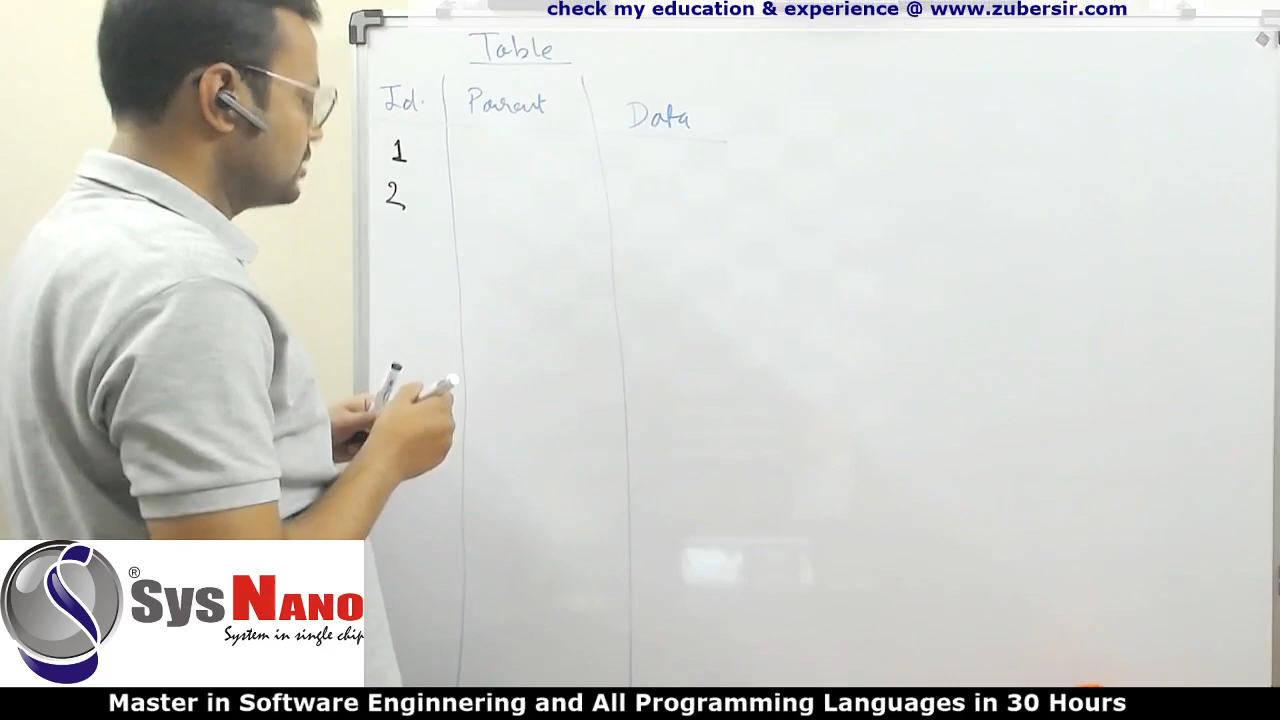 check my education & experience @ www.zubersir.com
Table
Id. Parent Data
1
2
® SysNano
System in single chip
Master in Software Enginnering and All Programming Languages in 30 Hours